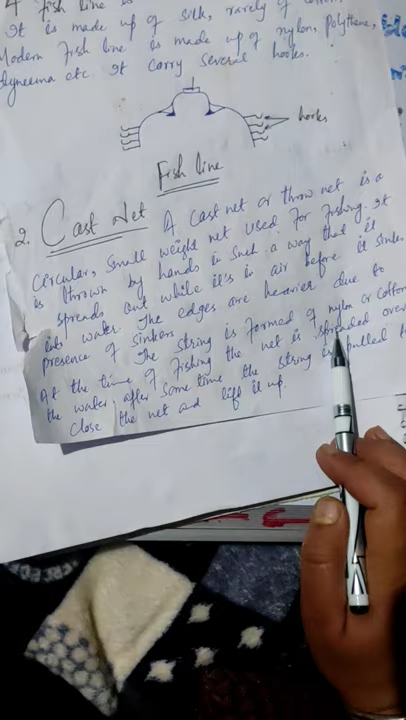 A fish line is
It is made up of silk, rarely of cotton.
Modern fish line is made up of nylon, polythene,
dyneema etc. It carry several hooks.
hooks
Fish line
2. Cast Net A cast net or throw net is a
circular, small weight net used for fishing. It
is thrown by hands in such a way that it
spreads out while it's in air before it sinks
into water. The edges are heavier due to
presence of sinkers
The string is formed of nylon or cotton
At the time of fishing the net is spreaded over
the water, after some time the string is pulled to
close the net and lift it up.